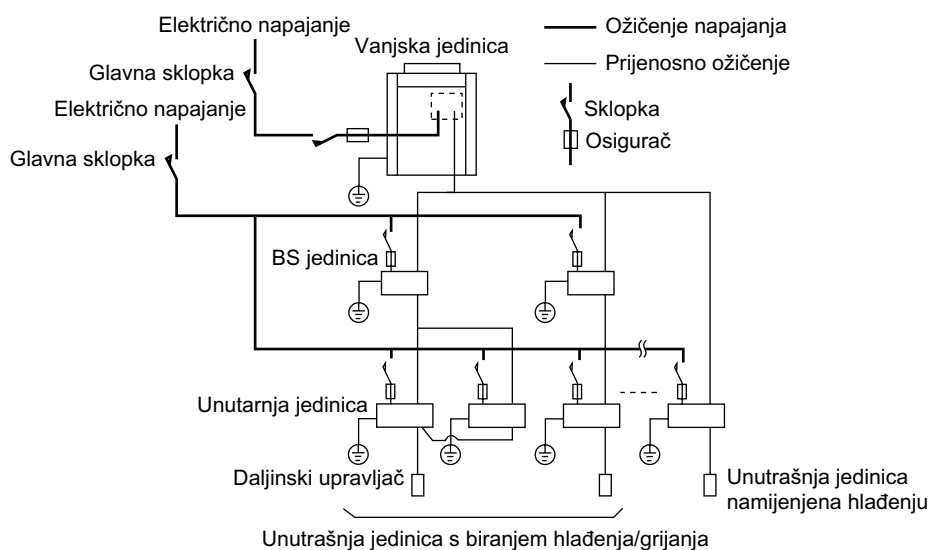 Električno napajanje
Vanjska jedinica
Ožičenje napajanja
Glavna sklopka
Prijenosno ožičenje
Električno napajanje
Sklopka
Osigurač
Glavna sklopka
BS jedinica
Unutarnja jedinica
Daljinski upravljač
Unutrašnja jedinica
namijenjena hlađenju
Unutrašnja jedinica s biranjem hlađenja/grijanja